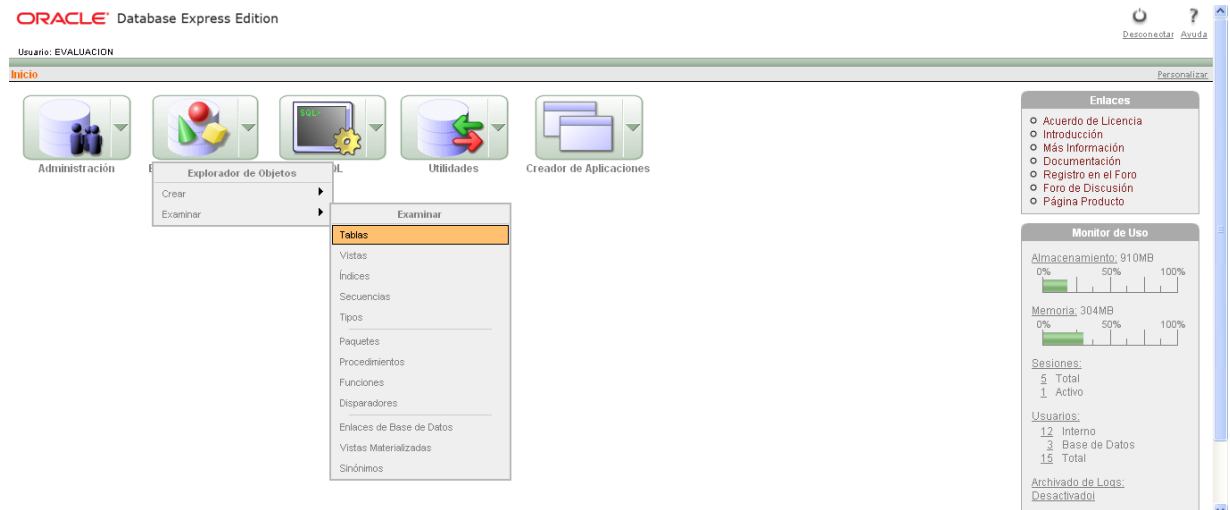 ORACLE Database Express Edition
Desconectar Ayuda
Usuario: EVALUACION
Inicio
Personalizar
SQL
Administración
Utilidades
Creador de Aplicaciones
Explorador de Objetos
Crear
Examinar
Examinar
Tablas
Vistas
Índices
Secuencias
Tipos
Paquetes
Procedimientos
Funciones
Disparadores
Enlaces de Base de Datos
Vistas Materializadas
Sinónimos
Enlaces
Acuerdo de Licencia
Introducción
Más Información
Documentación
Registro en el Foro
Foro de Discusión
Página Producto
Monitor de Uso
Almacenamiento: 910MB
0% 50% 100%
Memoria: 304MB
0% 50% 100%
Sesiones:
5 Total
1 Activo
Usuarios:
12 Interno
3 Base de Datos
15 Total
Archivado de Logs:
Desactivadoi